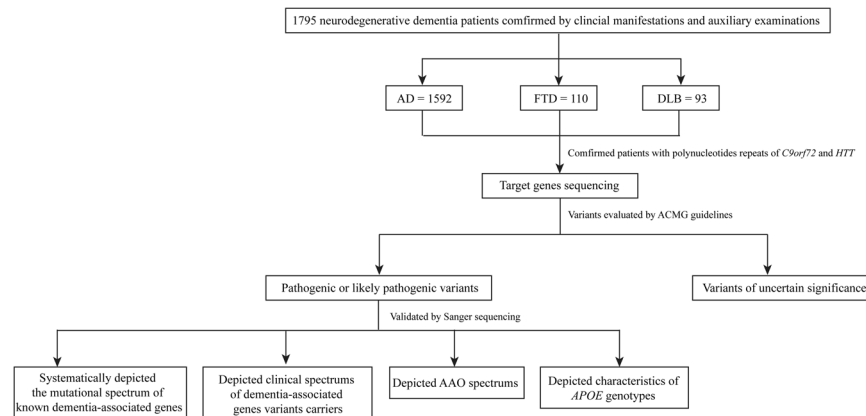 1795 neurodegenerative dementia patients comfirmed by clincial manifestations and auxiliary examinations
AD = 1592
FTD = 110
DLB = 93
Comfirmed patients with polynucleotides repeats of C9orf72 and HTT
Target genes sequencing
Variants evaluated by ACMG guidelines
Pathogenic or likely pathogenic variants
Variants of uncertain significance
Validated by Sanger sequencing
Systematically depicted
the mutational spectrum of
known dementia-associated genes
Depicted clinical spectrums
of dementia-associated
genes variants carriers
Depicted AAO spectrums
Depicted characteristics of
APOE genotypes